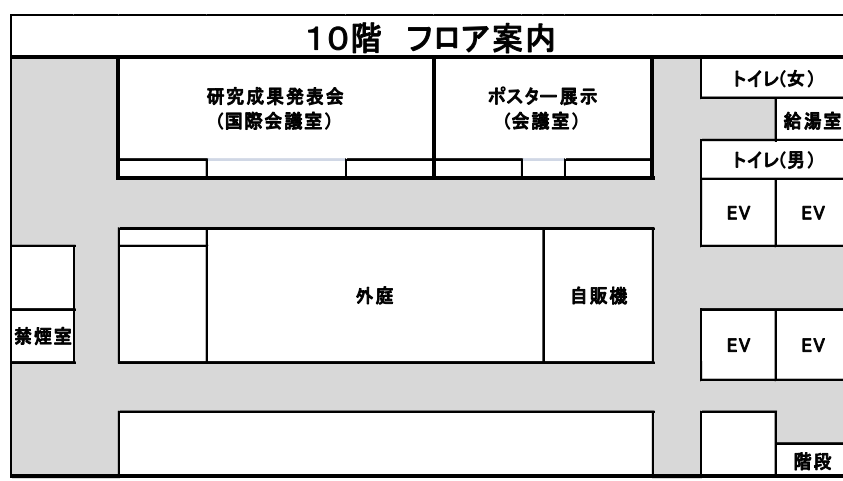 10階　フロア案内
研究成果発表会
(国際会議室)
ポスター展示
(会議室)
トイレ(女)
給湯室
トイレ(男)
EV
EV
外庭
自販機
禁煙室
EV
EV
階段